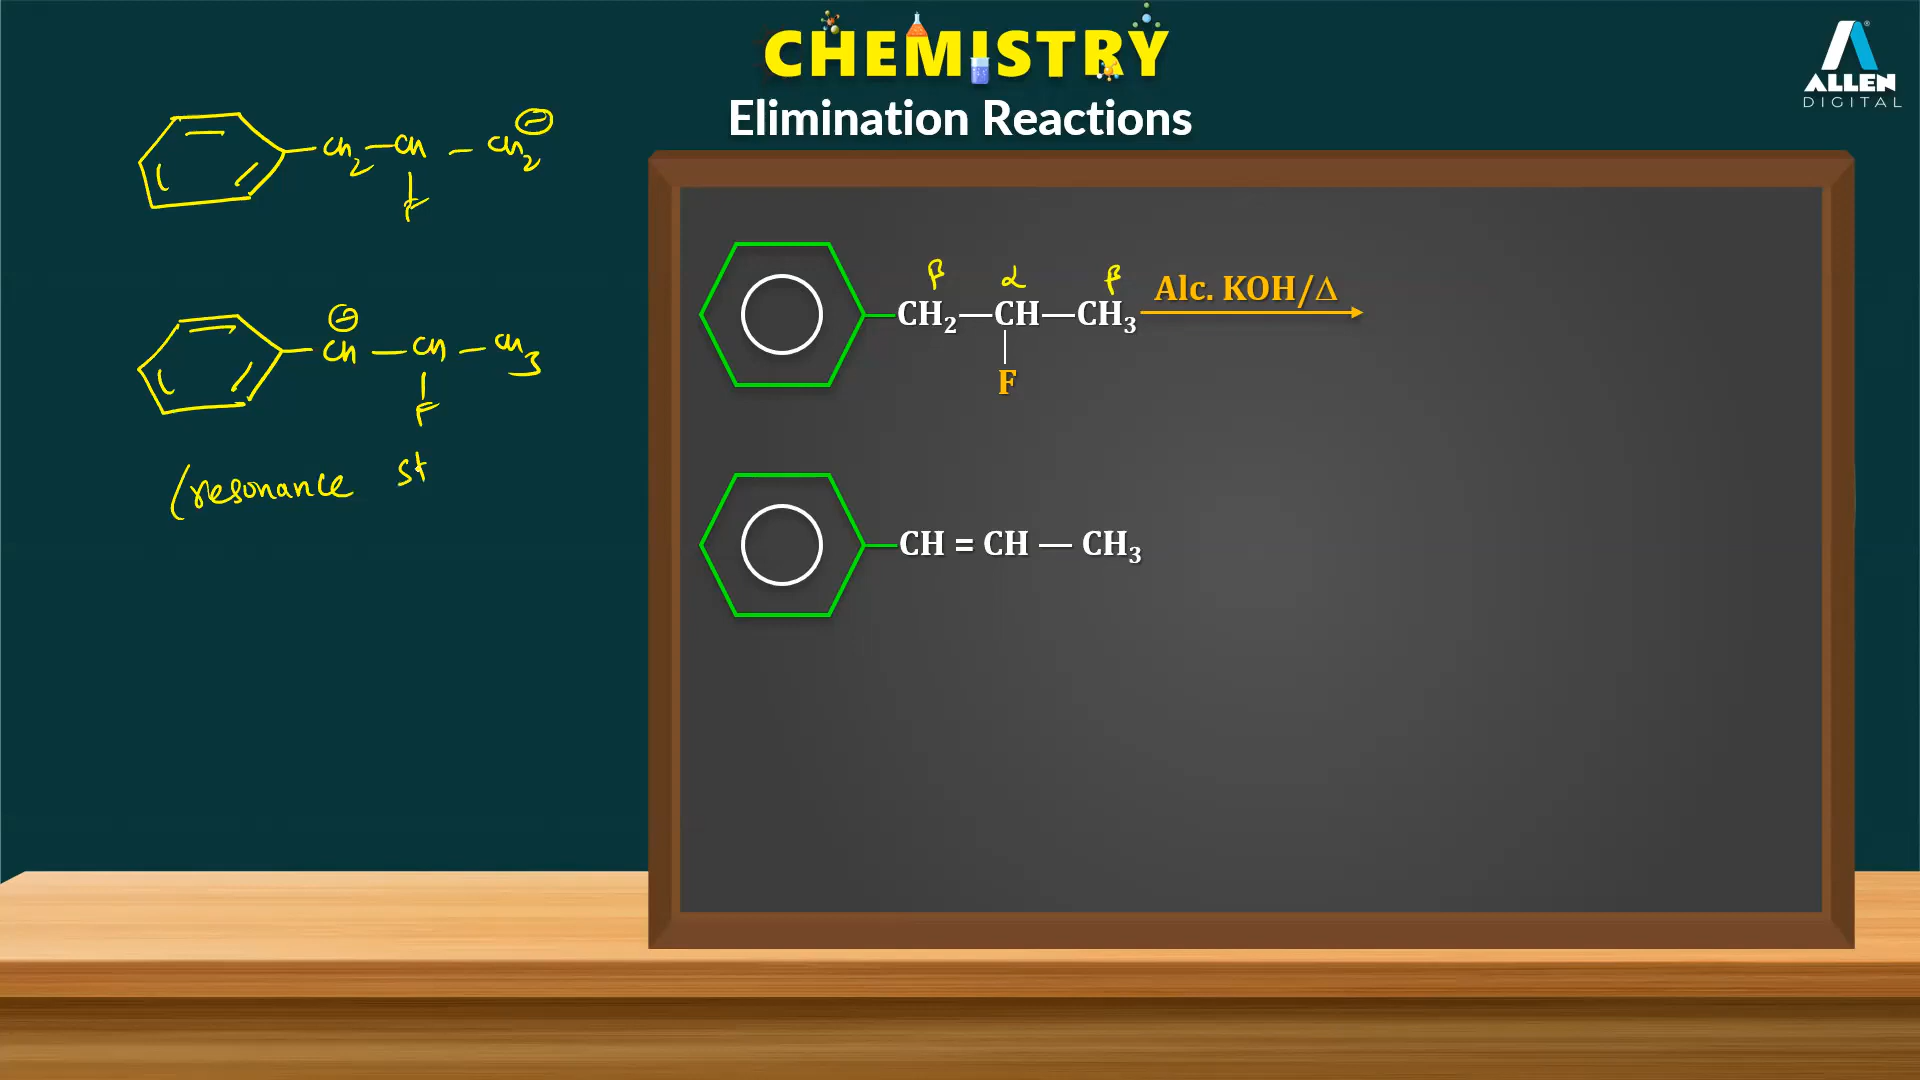 CHEMISTRY
Elimination Reactions
ALLEN
DIGITAL
CH₂—CH—CH₂⊖
F
⊖
CH—CH—CH₃
F
(resonance st
β α β
CH₂—CH—CH₃ Alc. KOH/Δ
F
CH = CH — CH₃